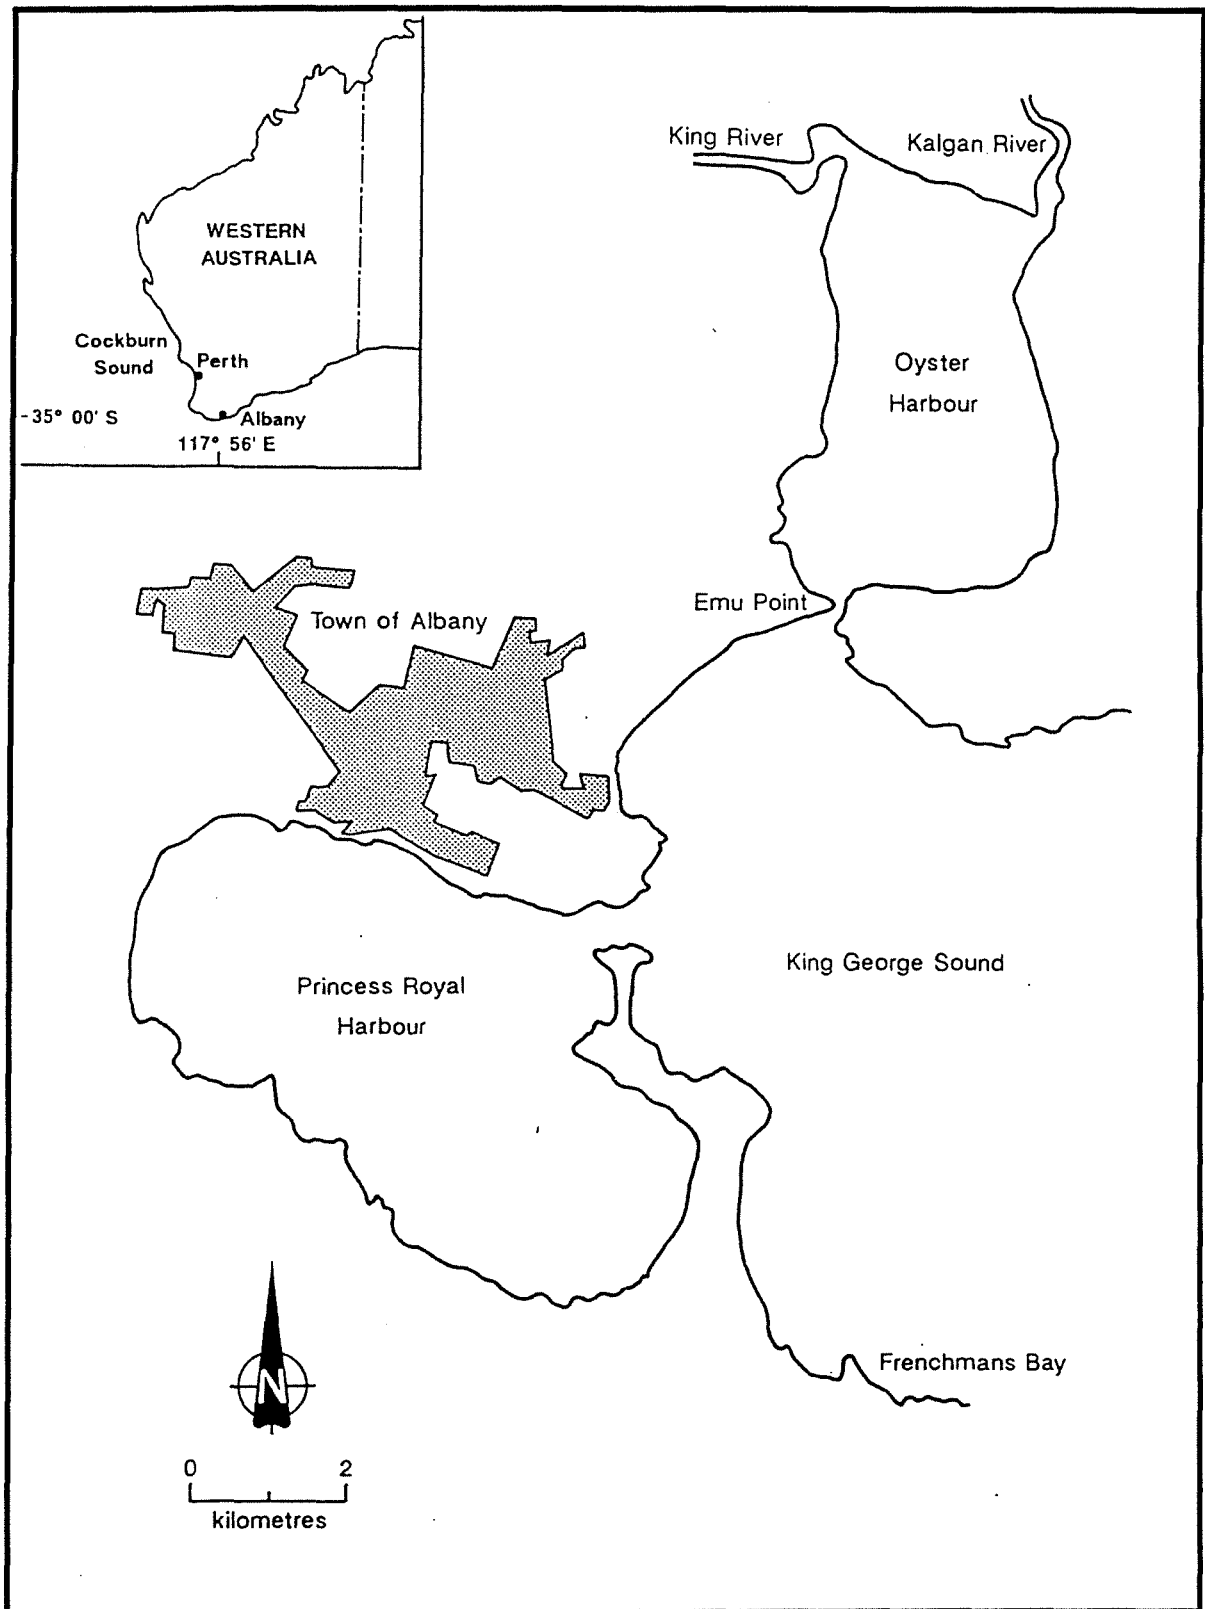 WESTERN
AUSTRALIA
Cockburn
Sound
Perth
-35° 00' S
Albany
117° 56' E
King River
Kalgan River
Oyster
Harbour
Emu Point
Town of Albany
King George Sound
Princess Royal
Harbour
Frenchmans Bay
N
0 2
kilometres